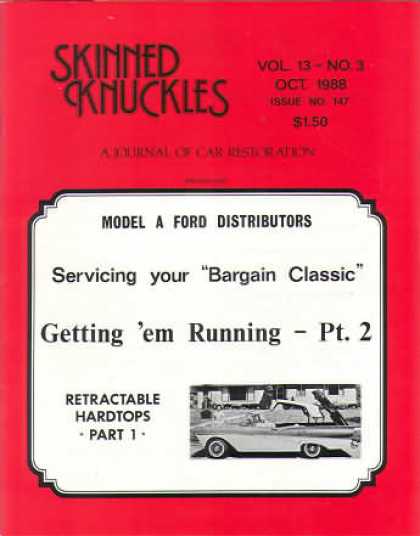 SKINNED
KNUCKLES
VOL. 13 - NO. 3
OCT. 1988
ISSUE NO. 147
$1.50
A JOURNAL OF CAR RESTORATION
MODEL A FORD DISTRIBUTORS
Servicing your "Bargain Classic"
Getting 'em Running - Pt. 2
RETRACTABLE
HARDTOPS
· PART 1 ·